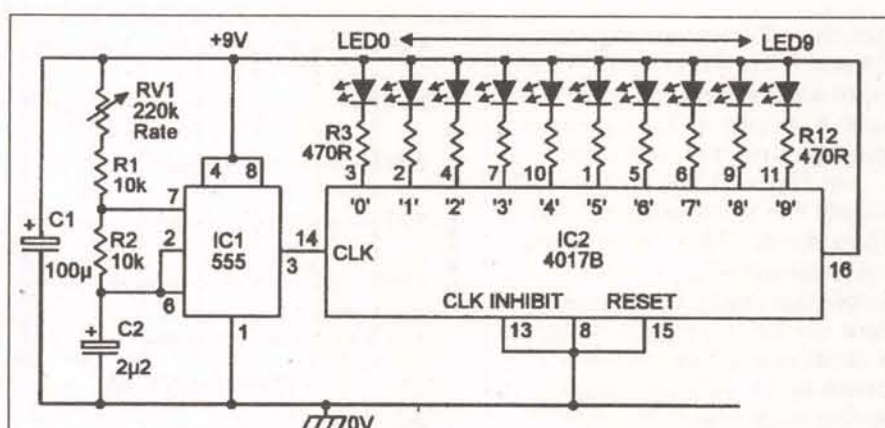 +9V
LED0
LED9
RV1
220k
Rate
R3
470R
R12
470R
R1
10k
3
2
4
7
10
1
5
6
9
11
4
8
7
'0'
'1'
'2'
'3'
'4'
'5'
'6'
'7'
'8'
'9'
+
C1
100µ
R2
10k
2
IC1
555
14
3
CLK
IC2
4017B
16
6
CLK INHIBIT
RESET
+
C2
2µ2
1
13
8
15
0V